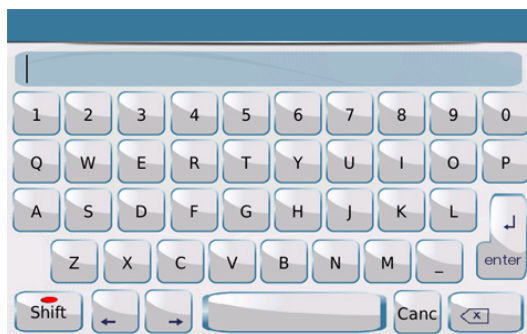 1 2 3 4 5 6 7 8 9 0
Q W E R T Y U I O P
A S D F G H J K L
enter
Z X C V B N M _
Shift ← → Canc x